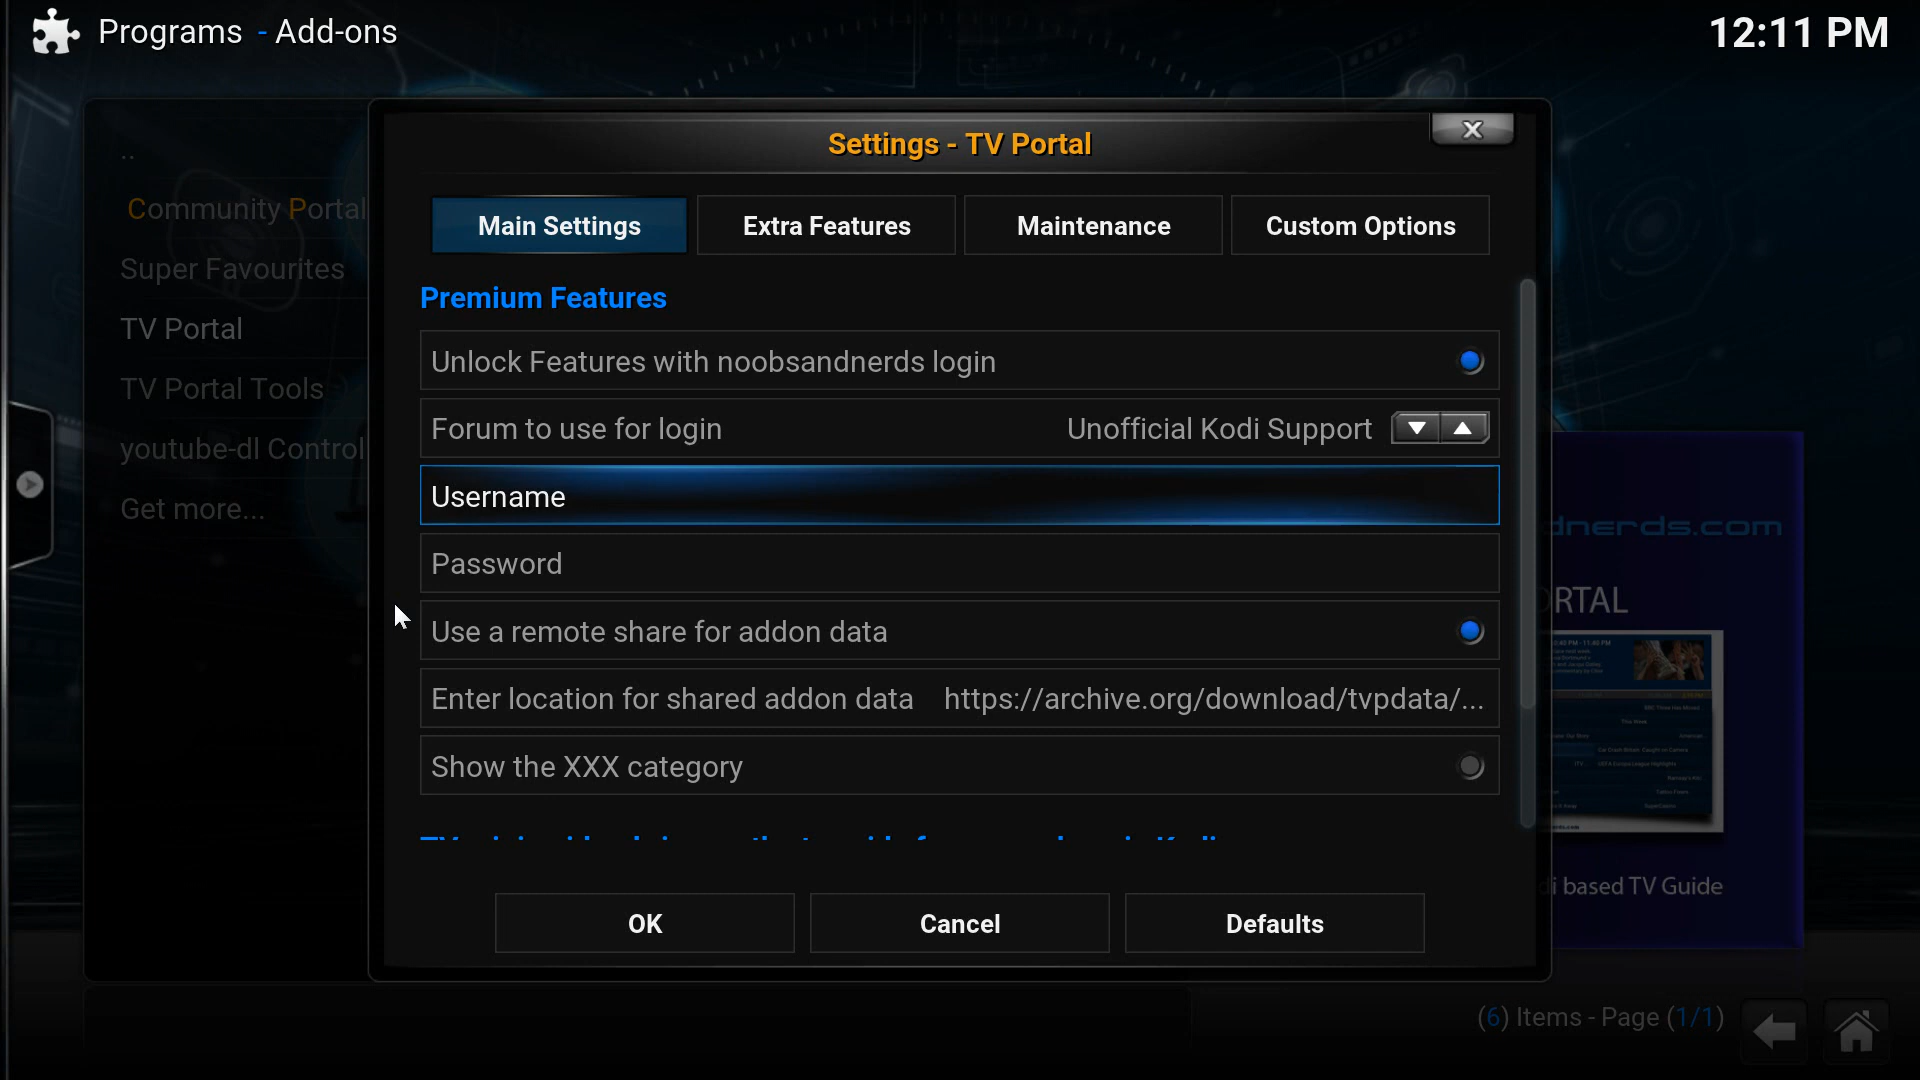 Programs - Add-ons
12:11 PM
Settings - TV Portal
X
..
Community Portal
Super Favourites
TV Portal
TV Portal Tools
youtube-dl Control
Get more...
Main Settings
Extra Features
Maintenance
Custom Options
Premium Features
Unlock Features with noobsandnerds login
Forum to use for login Unofficial Kodi Support
Username
Password
Use a remote share for addon data
Enter location for shared addon data https://archive.org/download/tvpdata/...
Show the XXX category
OK
Cancel
Defaults
dnerds.com
ORTAL
di based TV Guide
(6) Items - Page (1/1)